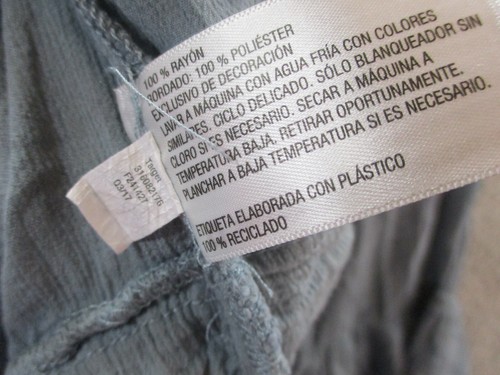 100 % RAYÓN
BORDADO: 100 % POLIÉSTER
EXCLUSIVO DE DECORACIÓN
LAVAR A MÁQUINA CON AGUA FRÍA CON COLORES
SIMILARES. CICLO DELICADO. SÓLO BLANQUEADOR SIN
CLORO SI ES NECESARIO. SECAR A MÁQUINA A
TEMPERATURA BAJA. RETIRAR OPORTUNAMENTE.
PLANCHAR A BAJA TEMPERATURA SI ES NECESARIO.
ETIQUETA ELABORADA CON PLÁSTICO
100 % RECICLADO